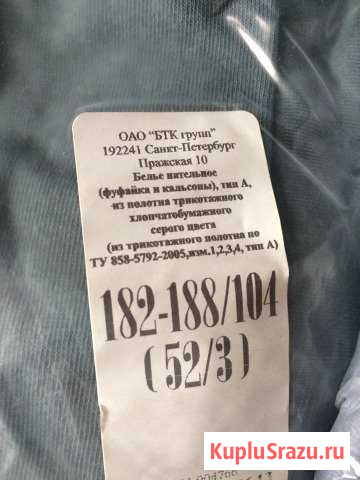 ОАО "БТК групп"
192241 Санкт-Петербург
Пражская 10
Белье нательное
(фуфайка и кальсоны), тип А,
из полотна трикотажного
хлопчатобумажного
серого цвета
(из трикотажного полотна по
ТУ 858-5792-2005,изм.1,2,3,4, тип А)
182-188/104
(52/3)
KupluSrazu.ru